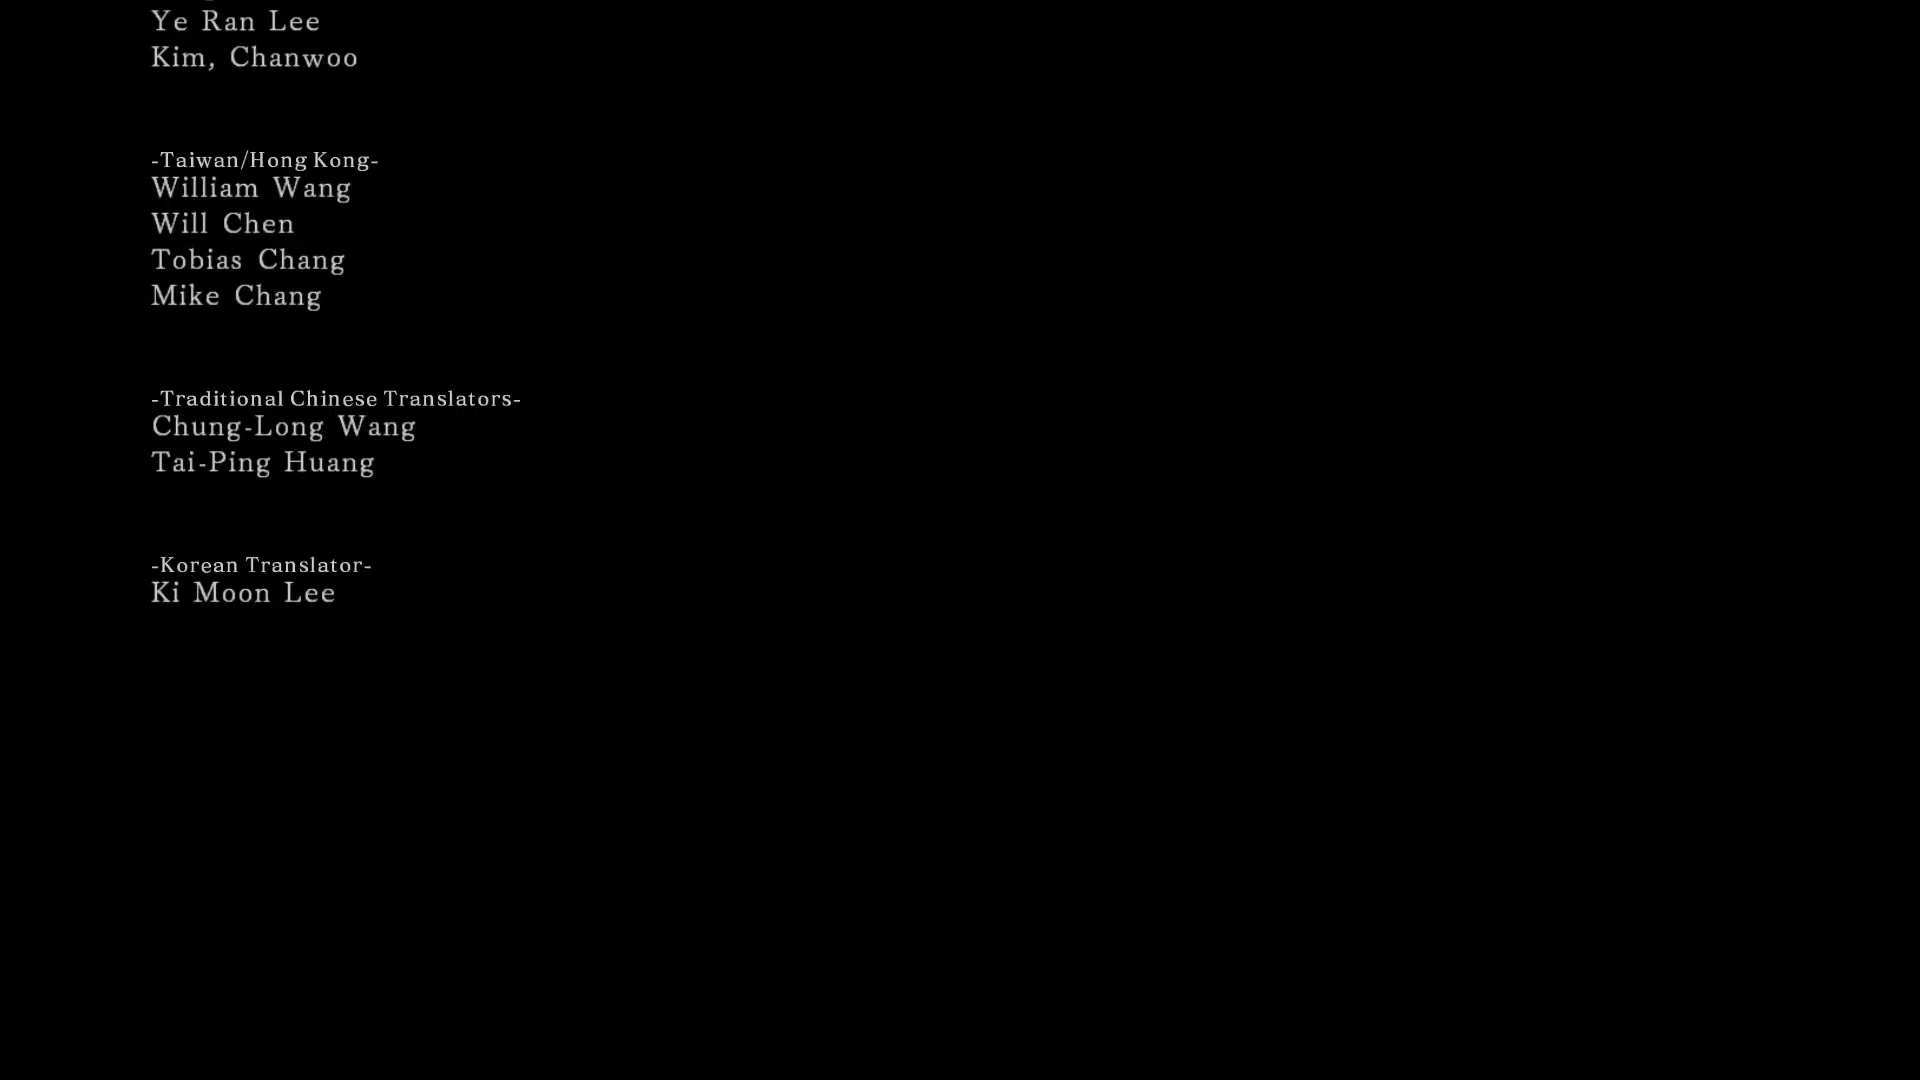 Ye Ran Lee
Kim, Chanwoo
-Taiwan/Hong Kong-
William Wang
Will Chen
Tobias Chang
Mike Chang
-Traditional Chinese Translators-
Chung-Long Wang
Tai-Ping Huang
-Korean Translator-
Ki Moon Lee